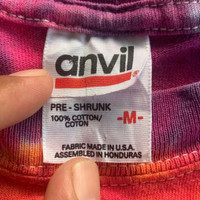 anvil
PRE-SHRUNK
100% COTTON/
COTON
-M-
FABRIC MADE IN U.S.A.
ASSEMBLED IN HONDURAS